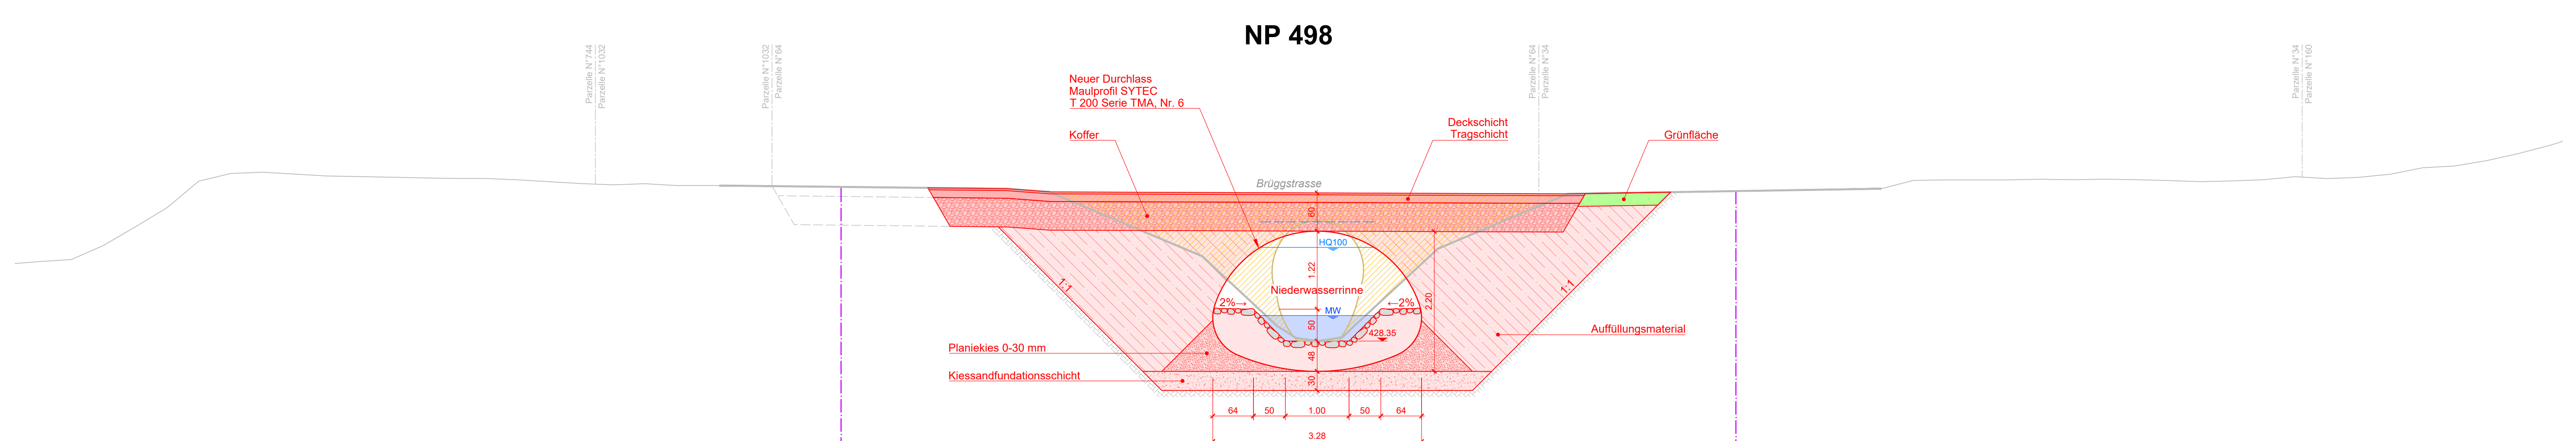 NP 498
Parzelle N°744
Parzelle N°1032
Parzelle N°1032
Parzelle N°64
Parzelle N°64
Parzelle N°34
Parzelle N°34
Parzelle N°160
Neuer Durchlass
Maulprofil SYTEC
T 200 Serie TMA, Nr. 6
Koffer
Deckschicht
Tragschicht
Grünfläche
Brüggstrasse
60
HQ100
1.22
1:1
1:1
Niederwasserrinne
2.20
2%→
←2%
MW
50
428.35
Auffüllungsmaterial
Planiekies 0-30 mm
48
Kiessandfundationsschicht
30
64
50
1.00
50
64
3.28